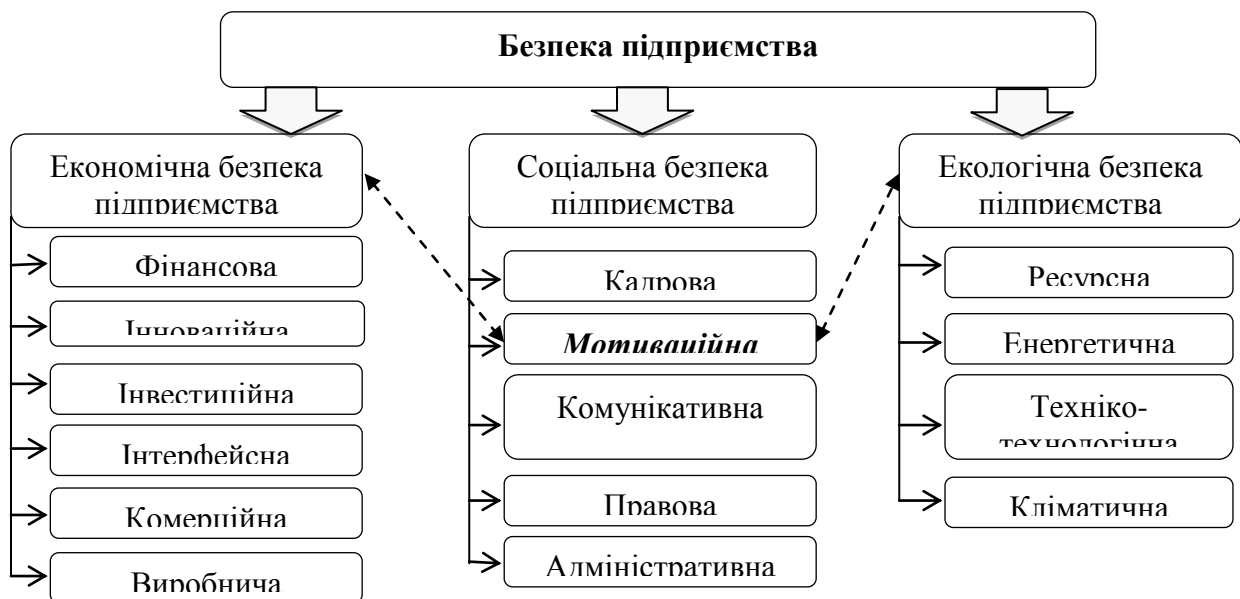 Безпека підприємства
Економічна безпека
підприємства
Фінансова
Інноваційна
Інвестиційна
Інтерфейсна
Комерційна
Виробнича
Соціальна безпека
підприємства
Кадрова
Мотиваційна
Комунікативна
Правова
Адміністративна
Екологічна безпека
підприємства
Ресурсна
Енергетична
Техніко-
технологічна
Кліматична